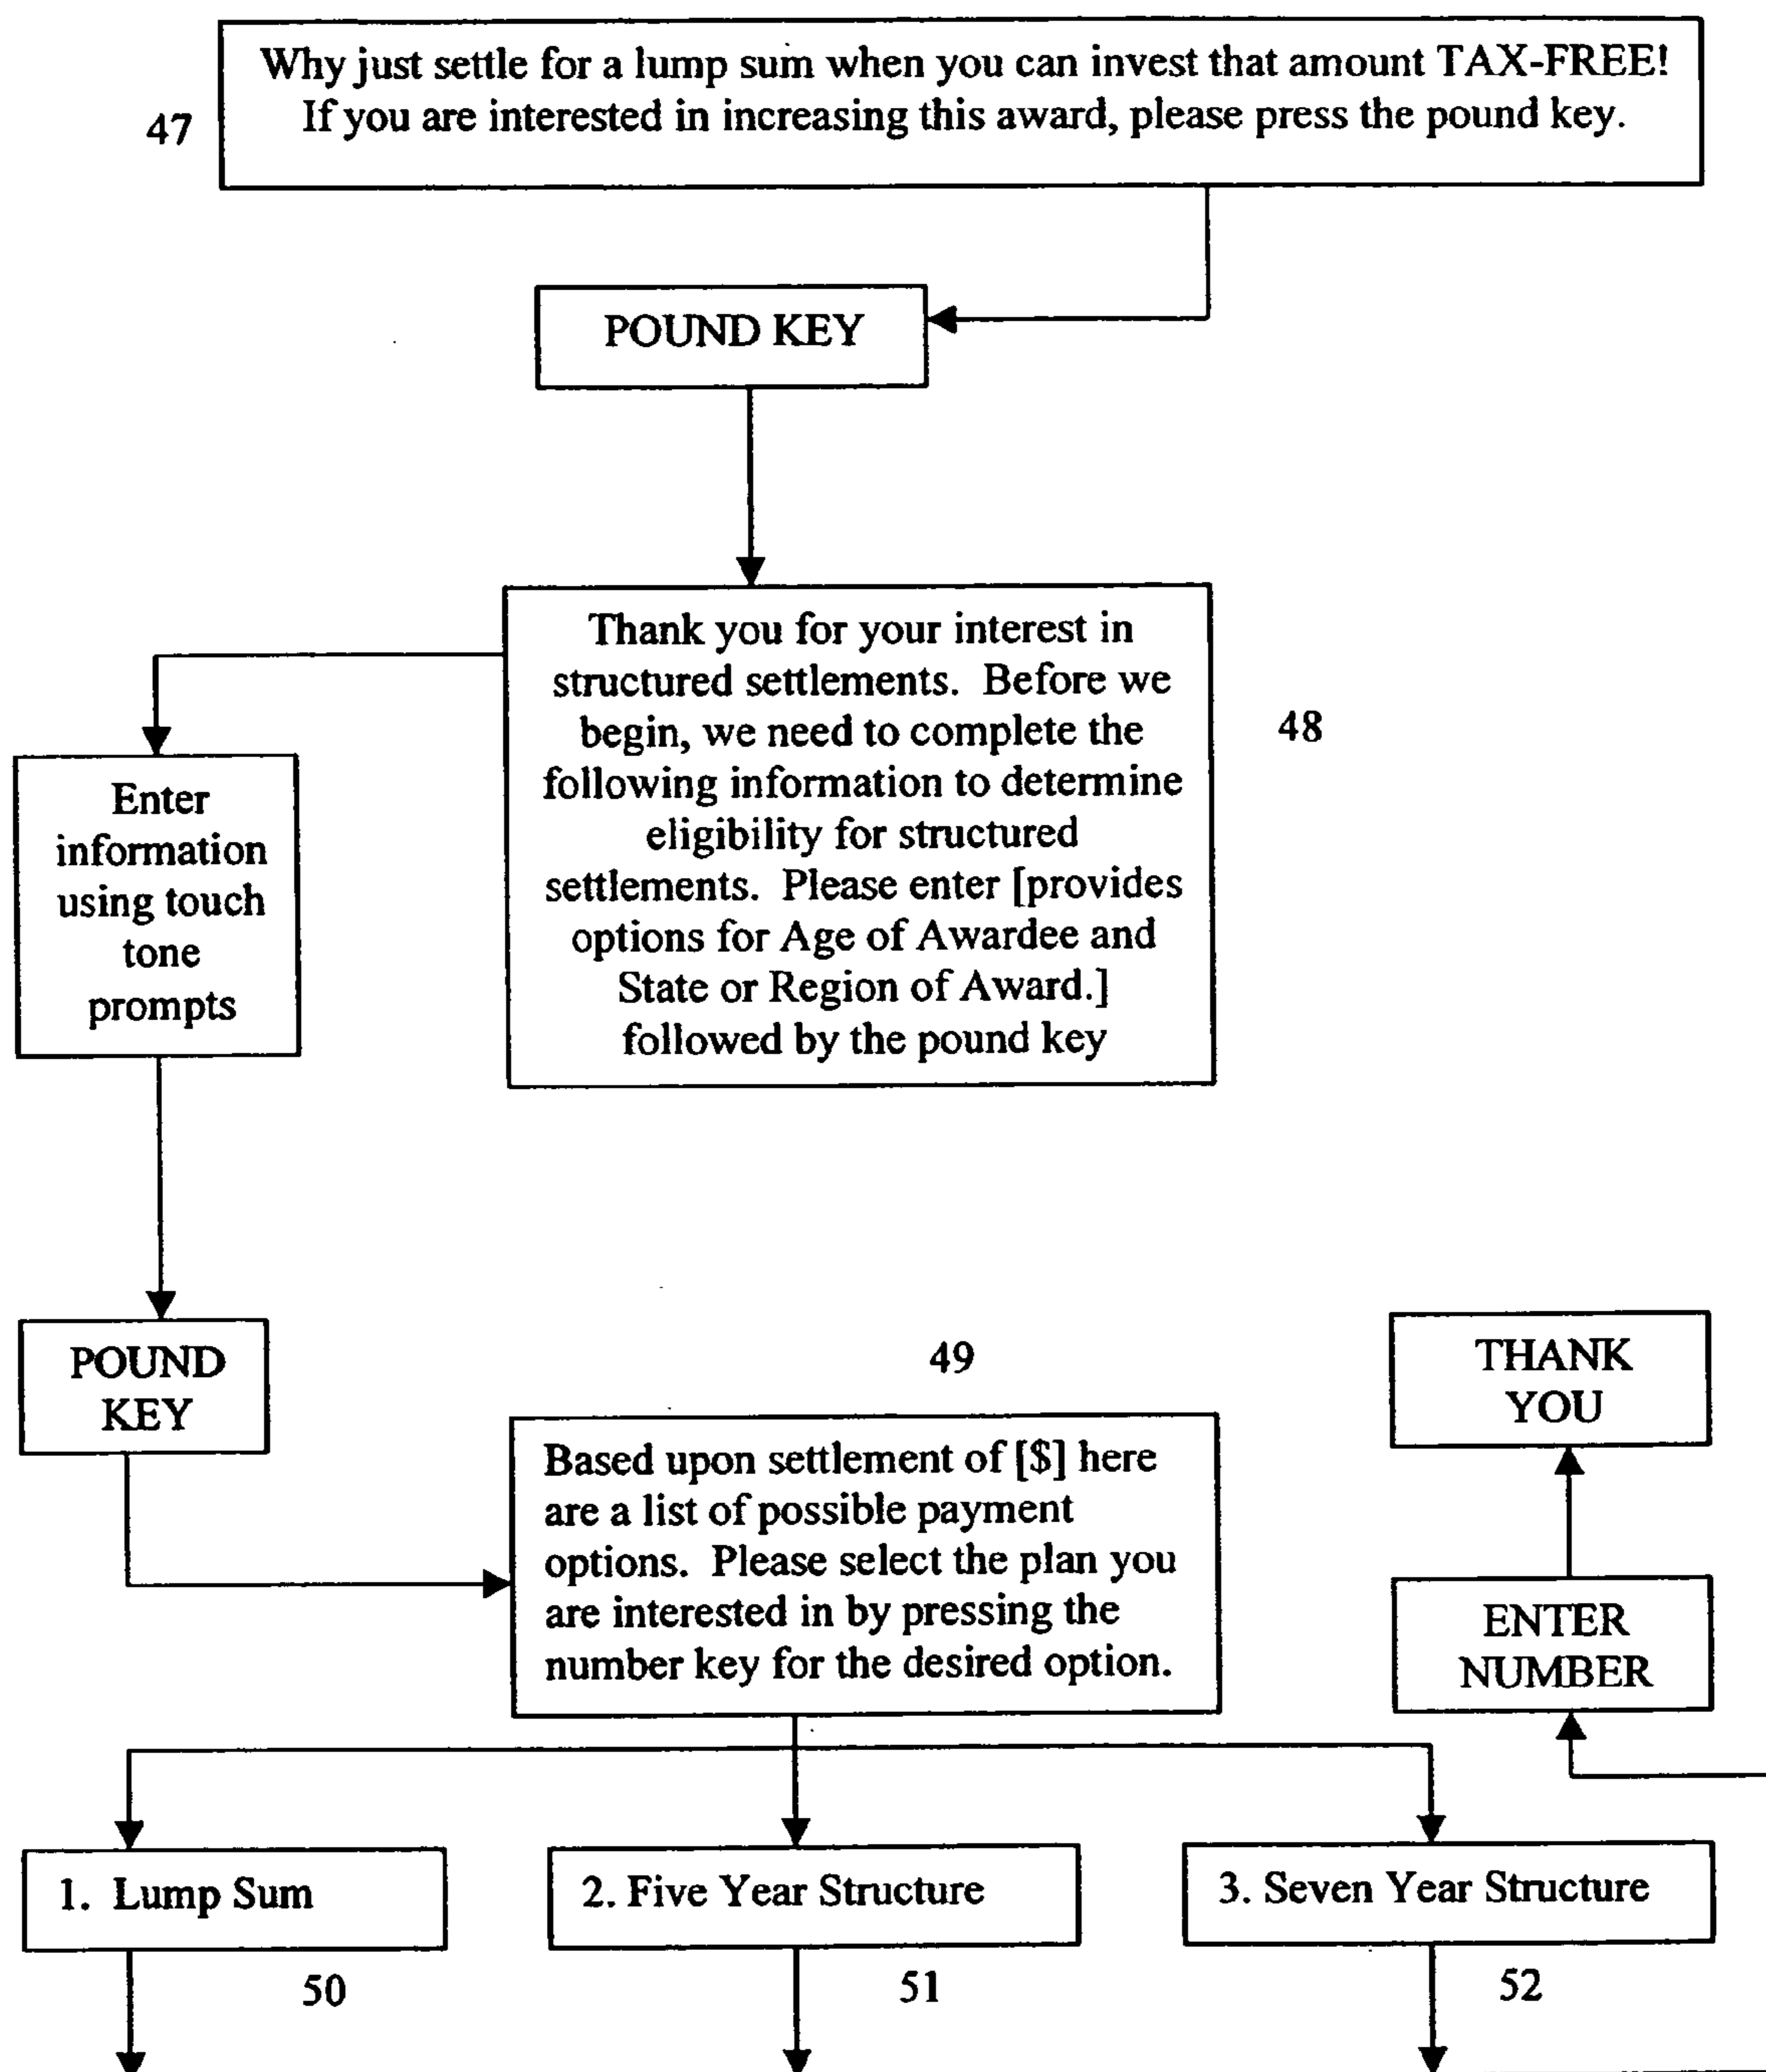 Why just settle for a lump sum when you can invest that amount TAX-FREE!
If you are interested in increasing this award, please press the pound key.
47
POUND KEY
Thank you for your interest in
structured settlements. Before we
begin, we need to complete the
following information to determine
eligibility for structured
settlements. Please enter [provides
options for Age of Awardee and
State or Region of Award.]
followed by the pound key
48
Enter
information
using touch
tone
prompts
POUND
KEY
49
Based upon settlement of [$] here
are a list of possible payment
options. Please select the plan you
are interested in by pressing the
number key for the desired option.
THANK
YOU
ENTER
NUMBER
1. Lump Sum
2. Five Year Structure
3. Seven Year Structure
50
51
52